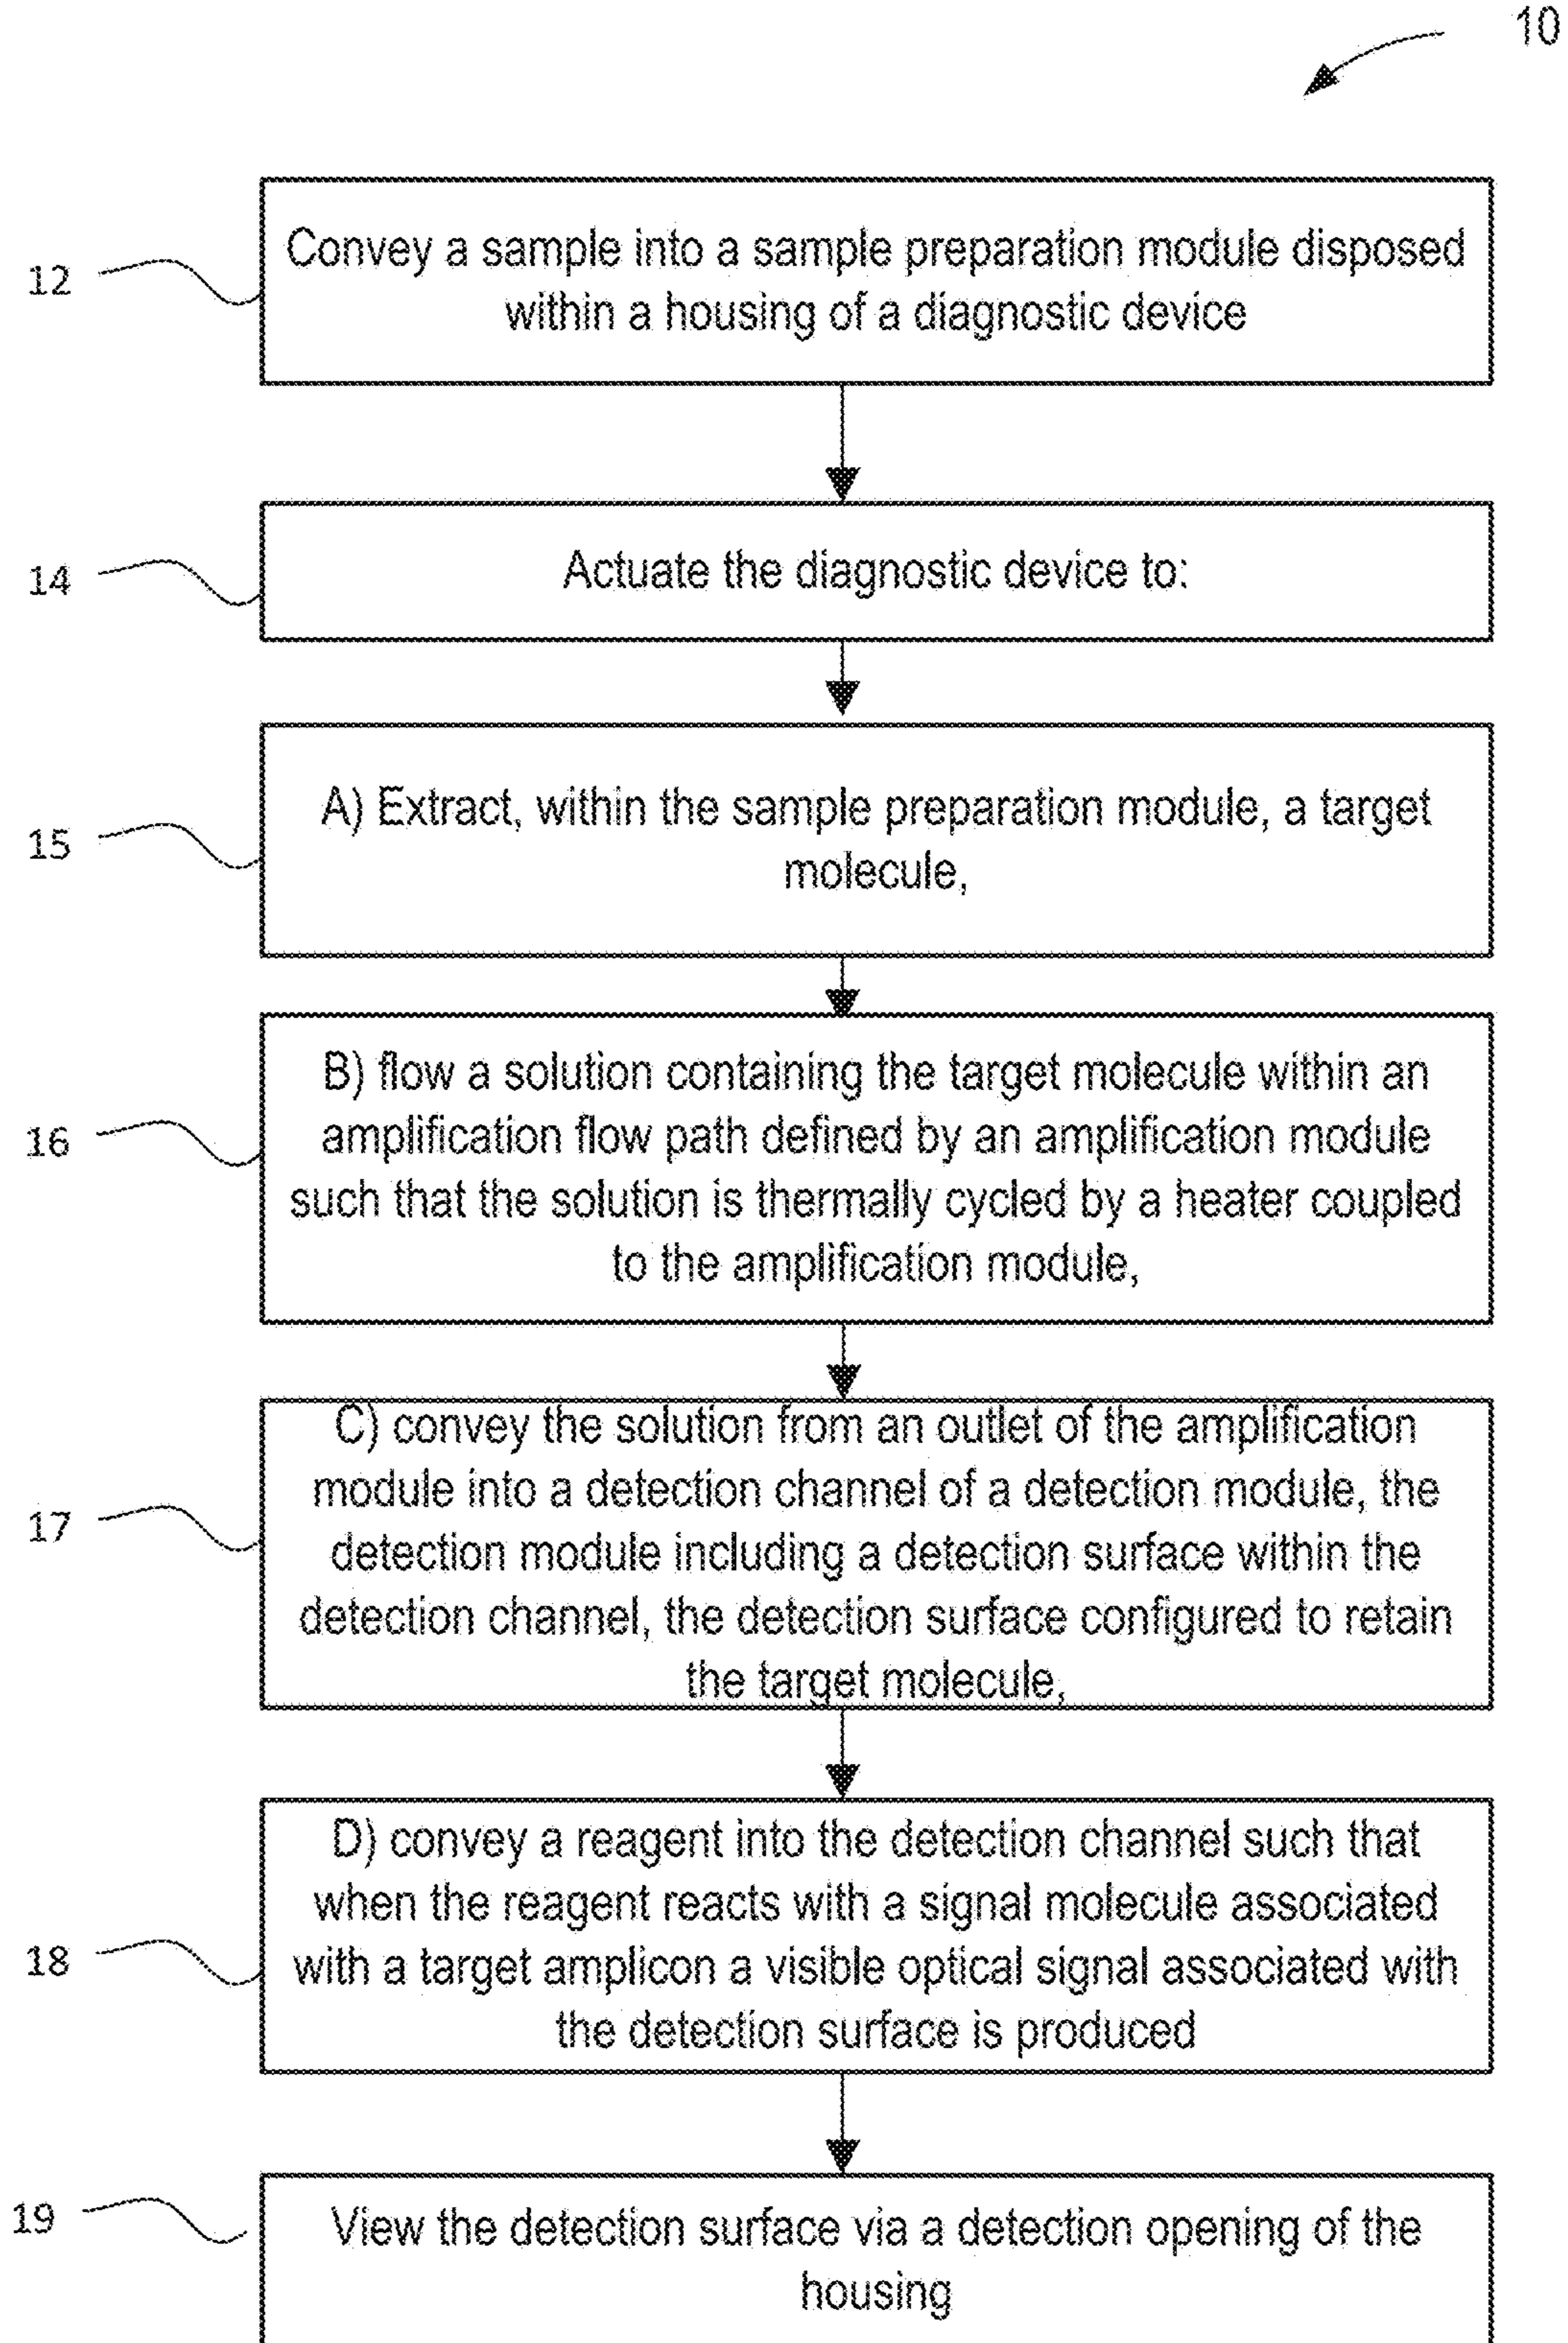 10
12
Convey a sample into a sample preparation module disposed
within a housing of a diagnostic device
14
Actuate the diagnostic device to:
15
A) Extract, within the sample preparation module, a target
molecule,
16
B) flow a solution containing the target molecule within an
amplification flow path defined by an amplification module
such that the solution is thermally cycled by a heater coupled
to the amplification module,
17
C) convey the solution from an outlet of the amplification
module into a detection channel of a detection module, the
detection module including a detection surface within the
detection channel, the detection surface configured to retain
the target molecule,
18
D) convey a reagent into the detection channel such that
when the reagent reacts with a signal molecule associated
with a target amplicon a visible optical signal associated with
the detection surface is produced
19
View the detection surface via a detection opening of the
housing